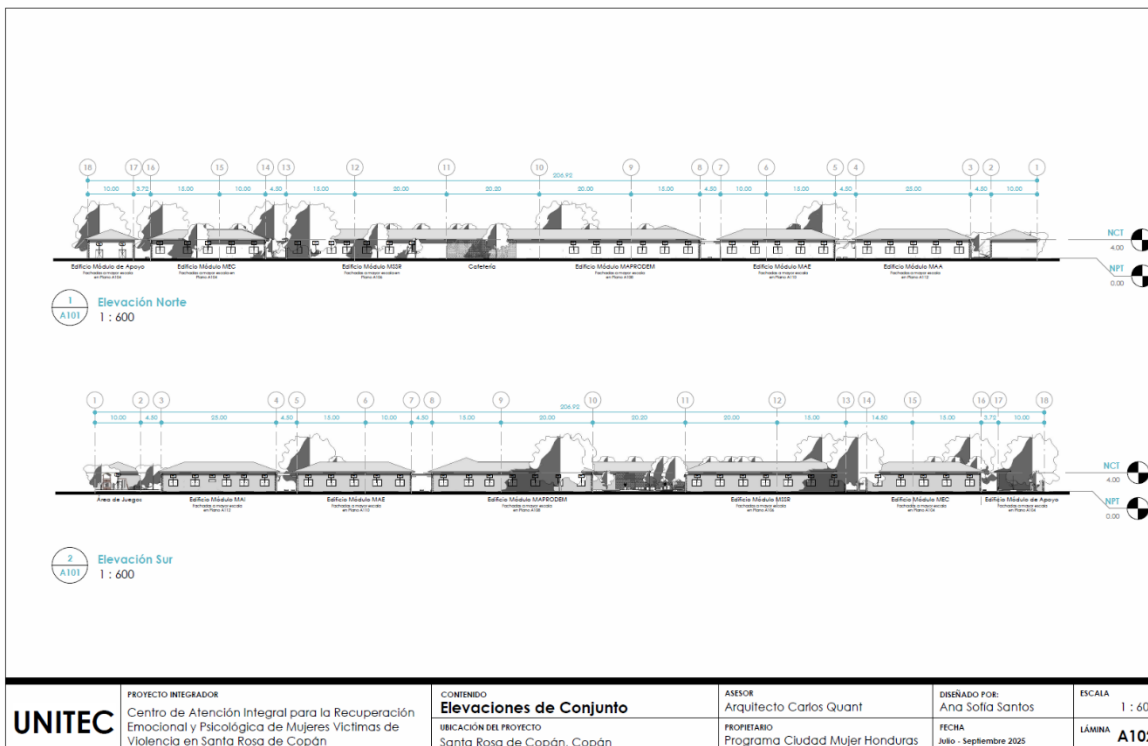 18 17 16 15 14 13 12 11 10 9 8 7 6 5 4 3 2 1
206.92
10.00 3.72 15.00 10.00 4.50 15.00 20.00 20.20 20.00 15.00 4.50 10.00 15.00 4.50 25.00 4.50 10.00
NCT
4.00
NPT
0.00
Edificio Módulo de Apoyo Edificio Módulo MEC Edificio Módulo MSSR Cafetería Edificio Módulo MAPRODEM Edificio Módulo MAE Edificio Módulo MAA
1
A101
Elevación Norte
1 : 600
1 2 3 4 5 6 7 8 9 10 11 12 13 14 15 16 17 18
206.92
10.00 4.50 25.00 4.50 15.00 10.00 4.50 15.00 20.00 20.20 20.00 15.00 14.50 15.00 3.72 10.00
NCT
4.00
NPT
0.00
Área de Juegos Edificio Módulo MAI Edificio Módulo MAE Edificio Módulo MAPRODEM Edificio Módulo MSSR Edificio Módulo MEC Edificio Módulo de Apoyo
2
A101
Elevación Sur
1 : 600
UNITEC
PROYECTO INTEGRADOR
Centro de Atención Integral para la Recuperación
Emocional y Psicológica de Mujeres Victimas de
Violencia en Santa Rosa de Copán
CONTENIDO
Elevaciones de Conjunto
UBICACIÓN DEL PROYECTO
Santa Rosa de Copán, Copán
ASESOR
Arquitecto Carlos Quant
PROPIETARIO
Programa Ciudad Mujer Honduras
DISEÑADO POR:
Ana Sofía Santos
FECHA
Julio - Septiembre 2025
ESCALA
1 : 60
LÁMINA A102